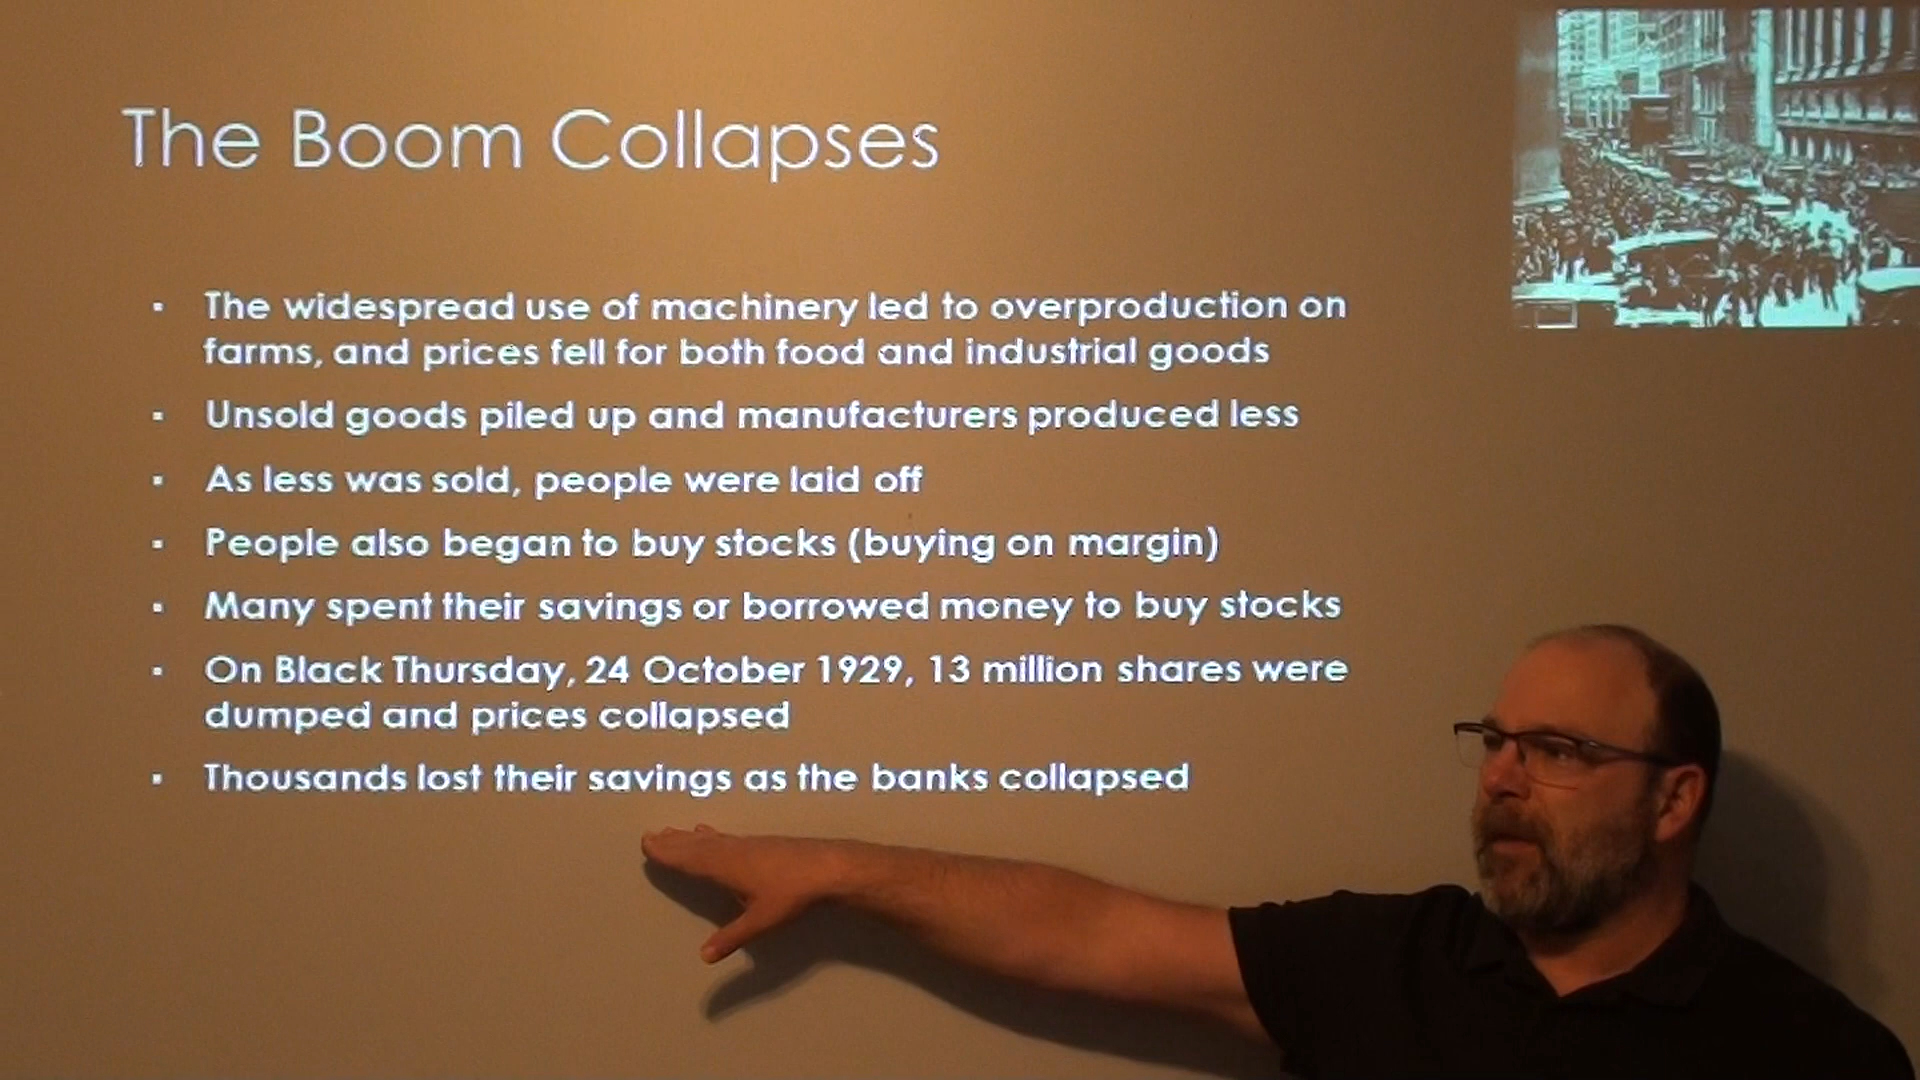 The Boom Collapses
▪ The widespread use of machinery led to overproduction on
farms, and prices fell for both food and industrial goods
▪ Unsold goods piled up and manufacturers produced less
▪ As less was sold, people were laid off
▪ People also began to buy stocks (buying on margin)
▪ Many spent their savings or borrowed money to buy stocks
▪ On Black Thursday, 24 October 1929, 13 million shares were
dumped and prices collapsed
▪ Thousands lost their savings as the banks collapsed